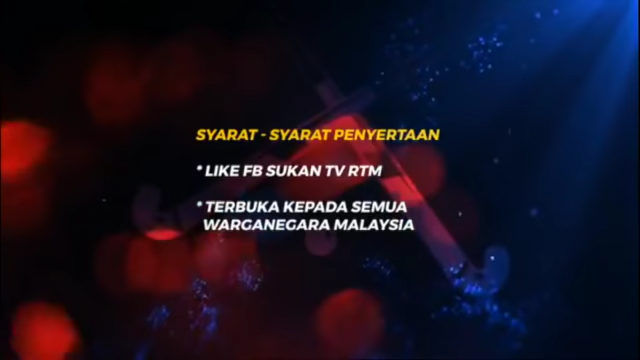 SYARAT - SYARAT PENYERTAAN
* LIKE FB SUKAN TV RTM
* TERBUKA KEPADA SEMUA
WARGANEGARA MALAYSIA